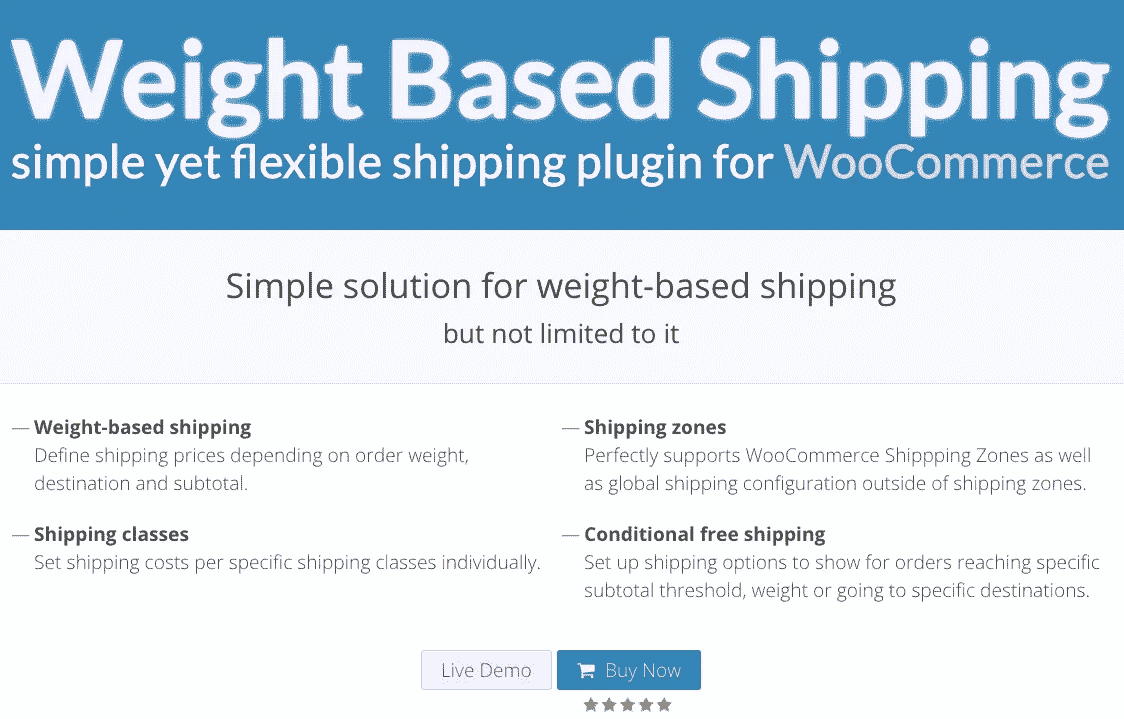 Weight Based Shipping
simple yet flexible shipping plugin for WooCommerce
Simple solution for weight-based shipping
but not limited to it
— Weight-based shipping
Define shipping prices depending on order weight,
destination and subtotal.
— Shipping zones
Perfectly supports WooCommerce Shippping Zones as well
as global shipping configuration outside of shipping zones.
— Shipping classes
Set shipping costs per specific shipping classes individually.
— Conditional free shipping
Set up shipping options to show for orders reaching specific
subtotal threshold, weight or going to specific destinations.
Live Demo
Buy Now